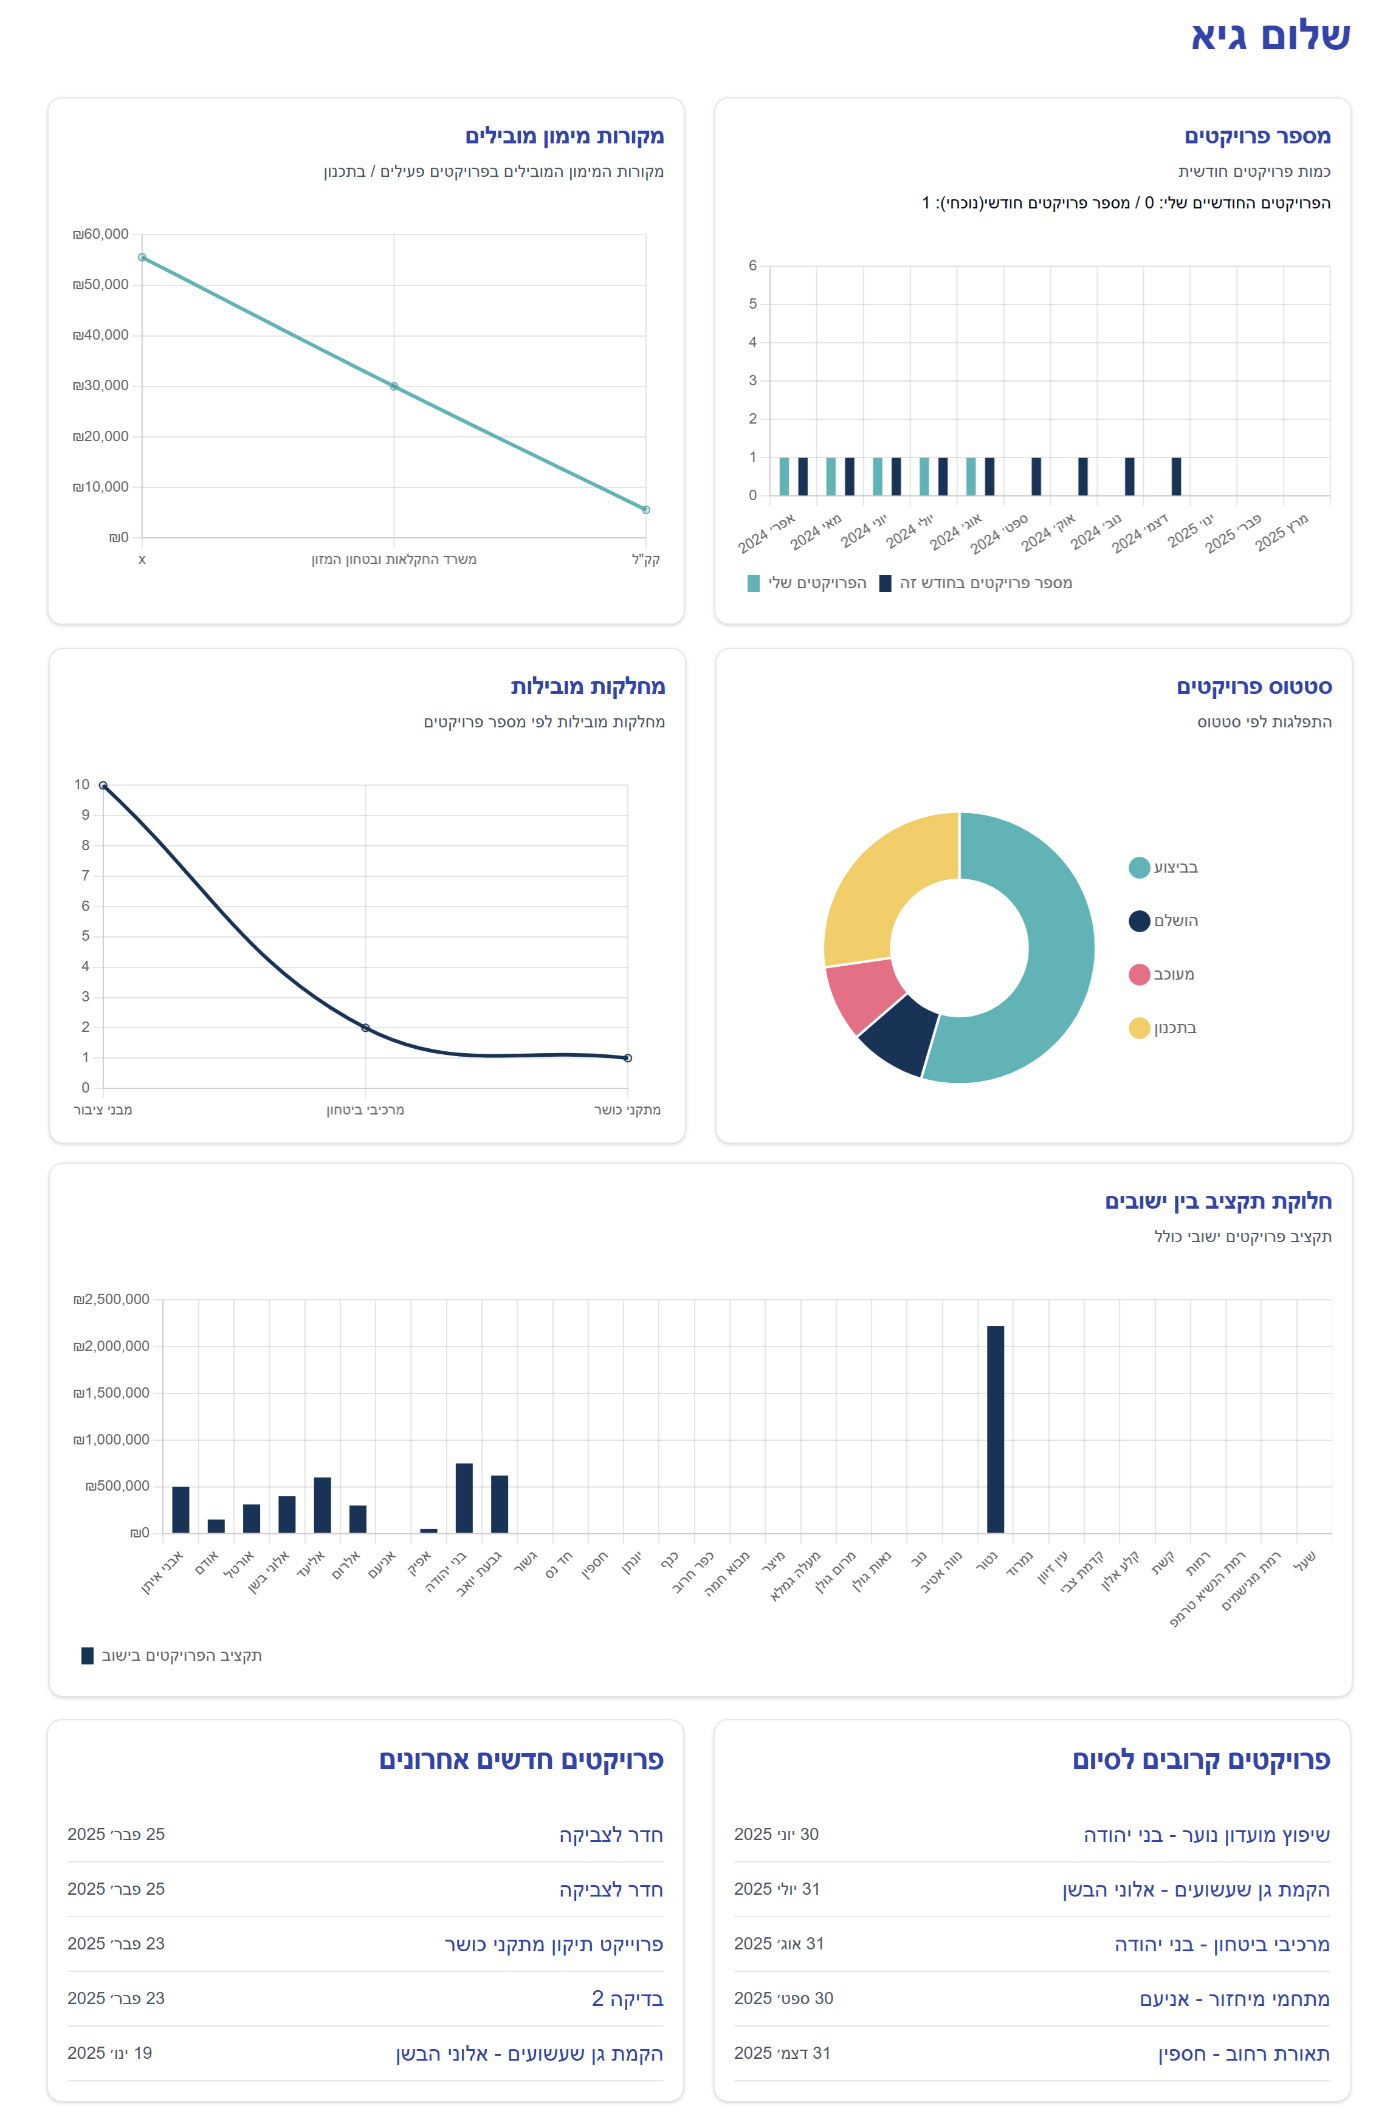 שלום גיא
מספר פרויקטים
כמות פרויקטים חודשית
הפרויקטים החודשיים שלי: 0 / מספר פרויקטים חודשי(נוכחי): 1
6
5
4
3
2
1
0
אפר׳ 2024
מאי 2024
יוני 2024
יולי 2024
אוג׳ 2024
ספט׳ 2024
אוק׳ 2024
נוב׳ 2024
דצמ׳ 2024
ינו׳ 2025
פבר׳ 2025
מרץ 2025
הפרויקטים שלי
מספר פרויקטים בחודש זה
מקורות מימון מובילים
מקורות המימון המובילים בפרויקטים פעילים / בתכנון
₪60,000
₪50,000
₪40,000
₪30,000
₪20,000
₪10,000
₪0
x
משרד החקלאות ובטחון המזון
קק"ל
סטטוס פרויקטים
התפלגות לפי סטטוס
בביצוע
הושלם
מעוכב
בתכנון
מחלקות מובילות
מחלקות מובילות לפי מספר פרויקטים
10
9
8
7
6
5
4
3
2
1
0
מבני ציבור
מרכיבי ביטחון
מתקני כושר
חלוקת תקציב בין ישובים
תקציב פרויקטים ישובי כולל
₪2,500,000
₪2,000,000
₪1,500,000
₪1,000,000
₪500,000
₪0
אבני איתן
אודם
אורטל
אלוני בשן
אליעד
אלרום
אניעם
אפיק
בני יהודה
גבעת יואב
גשור
חד נס
חספין
יונתן
כנף
כפר חרוב
מבוא חמה
מיצר
מעלה גמלא
מרום גולן
נאות גולן
נוב
נווה אטיב
נטור
נמרוד
עין זיוון
קדמת צבי
קלע אלון
קשת
רמות
רמת הנשיא טרמפ
רמת מגישמים
שעל
תקציב הפרויקטים בישוב
פרויקטים קרובים לסיום
שיפוץ מועדון נוער - בני יהודה
30 יוני 2025
הקמת גן שעשועים - אלוני הבשן
31 יולי 2025
מרכיבי ביטחון - בני יהודה
31 אוג׳ 2025
מתחמי מיחזור - אניעם
30 ספט׳ 2025
תאורת רחוב - חספין
31 דצמ׳ 2025
פרויקטים חדשים אחרונים
חדר לצביקה
25 פבר׳ 2025
חדר לצביקה
25 פבר׳ 2025
פרוייקט תיקון מתקני כושר
23 פבר׳ 2025
בדיקה 2
23 פבר׳ 2025
הקמת גן שעשועים - אלוני הבשן
19 ינו׳ 2025